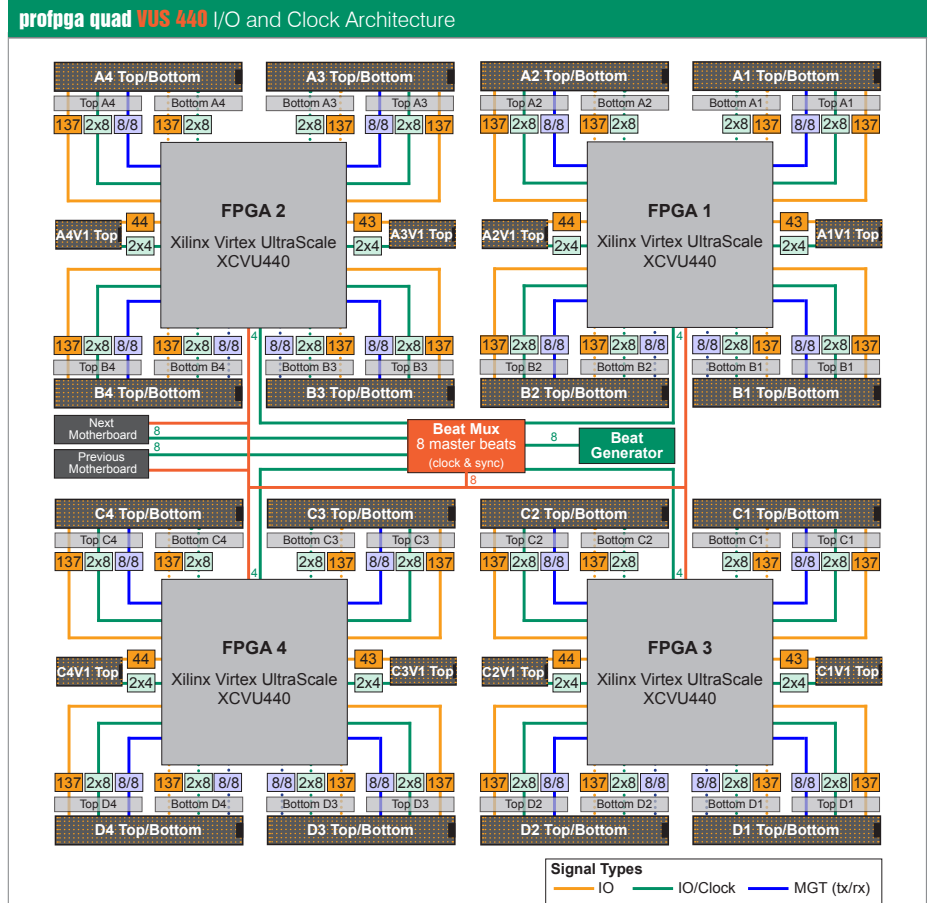 profpga quad VUS 440 I/O and Clock Architecture
A4 Top/Bottom A3 Top/Bottom A2 Top/Bottom A1 Top/Bottom
Top A4 Bottom A4 Bottom A3 Top A3 Top A2 Bottom A2 Bottom A1 Top A1
137 2x8 8/8 137 2x8 2x8 137 8/8 2x8 137 137 2x8 8/8 137 2x8 2x8 137 8/8 2x8 137
FPGA 2 FPGA 1
44 43 44 43
A4V1 Top Xilinx Virtex UltraScale A3V1 Top A2V1 Top Xilinx Virtex UltraScale A1V1 Top
2x4 XCVU440 2x4 2x4 XCVU440 2x4
4 4
137 2x8 8/8 137 2x8 8/8 8/8 2x8 137 8/8 2x8 137 137 2x8 8/8 137 2x8 8/8 8/8 2x8 137 8/8 2x8 137
Top B4 Bottom B4 Bottom B3 Top B3 Top B2 Bottom B2 Bottom B1 Top B1
B4 Top/Bottom B3 Top/Bottom B2 Top/Bottom B1 Top/Bottom
Next
Motherboard
8
8
Previous
Motherboard
Beat Mux
8 master beats
(clock & sync)
8
Beat
Generator
8
C4 Top/Bottom C3 Top/Bottom C2 Top/Bottom C1 Top/Bottom
Top C4 Bottom C4 Bottom C3 Top C3 Top C2 Bottom C2 Bottom C1 Top C1
137 2x8 8/8 137 2x8 2x8 137 8/8 2x8 137 137 2x8 8/8 137 2x8 2x8 137 8/8 2x8 137
4 4
FPGA 4 FPGA 3
44 43 44 43
C4V1 Top Xilinx Virtex UltraScale C3V1 Top C2V1 Top Xilinx Virtex UltraScale C1V1 Top
2x4 XCVU440 2x4 2x4 XCVU440 2x4
137 2x8 8/8 137 2x8 8/8 8/8 2x8 137 8/8 2x8 137 137 2x8 8/8 137 2x8 8/8 8/8 2x8 137 8/8 2x8 137
Top D4 Bottom D4 Bottom D3 Top D3 Top D2 Bottom D2 Bottom D1 Top D1
D4 Top/Bottom D3 Top/Bottom D2 Top/Bottom D1 Top/Bottom
Signal Types
IO IO/Clock MGT (tx/rx)